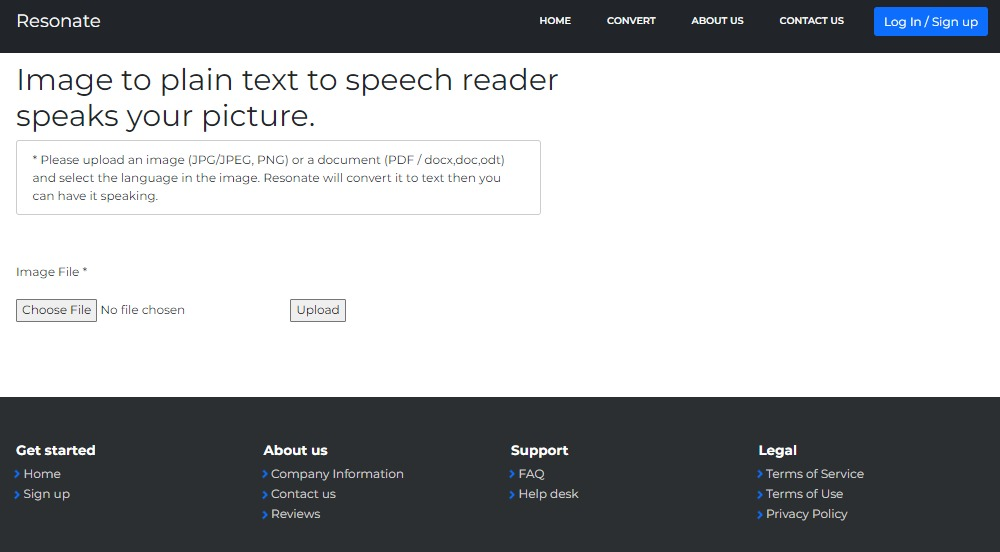 Resonate
HOME CONVERT ABOUT US CONTACT US Log In / Sign up
Image to plain text to speech reader
speaks your picture.
* Please upload an image (JPG/JPEG, PNG) or a document (PDF / docx,doc,odt)
and select the language in the image. Resonate will convert it to text then you
can have it speaking.
Image File *
Choose File No file chosen Upload
Get started
Home
Sign up
About us
Company Information
Contact us
Reviews
Support
FAQ
Help desk
Legal
Terms of Service
Terms of Use
Privacy Policy